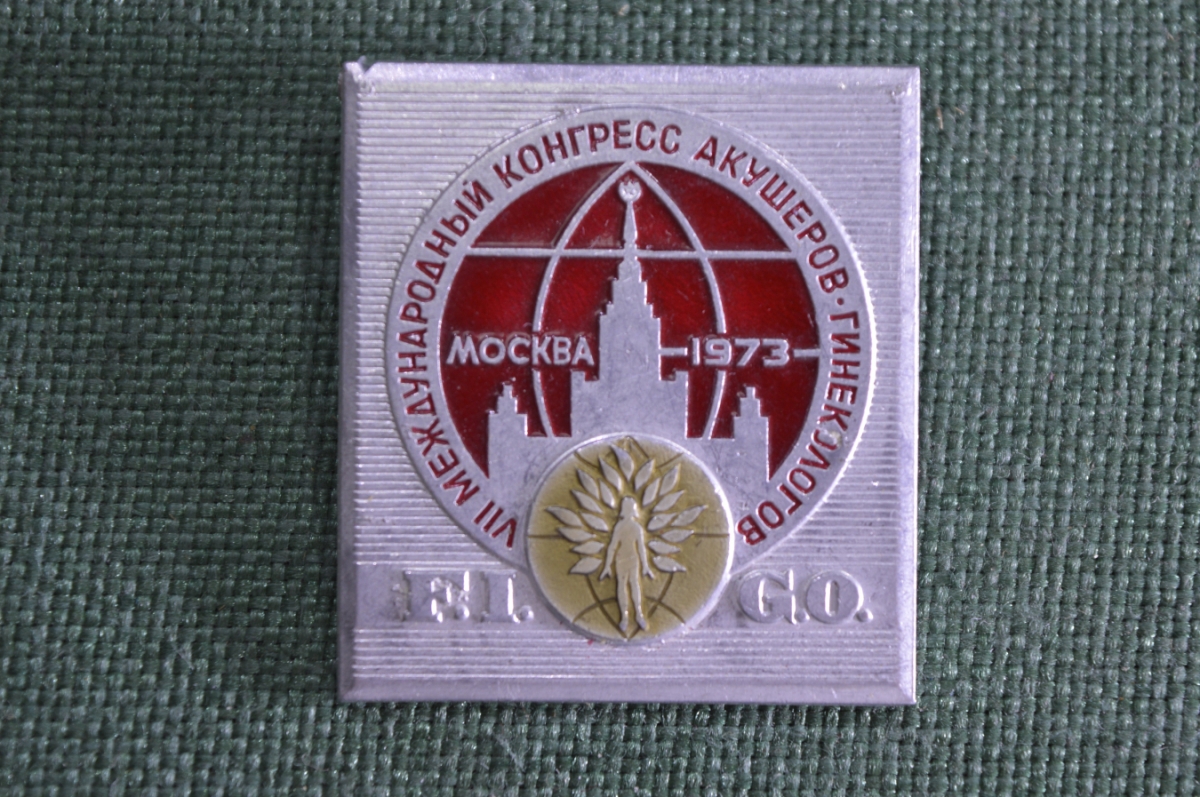 VII МЕЖДУНАРОДНЫЙ КОНГРЕСС АКУШЕРОВ-ГИНЕКОЛОГОВ
МОСКВА 1973
F.I. G.O.